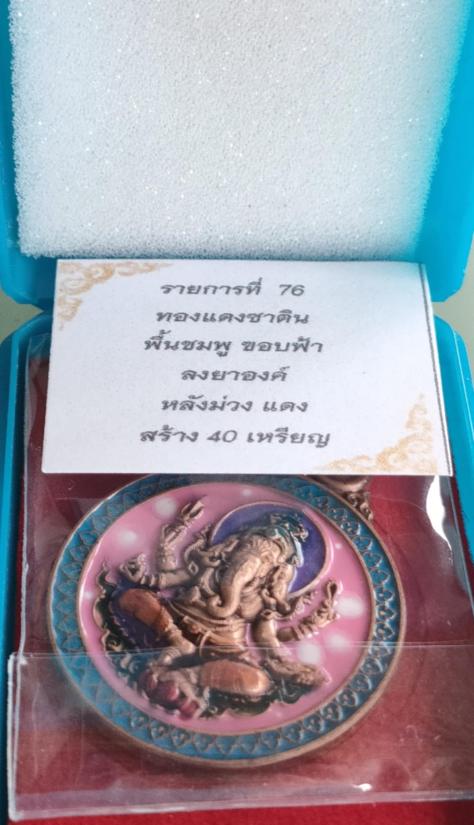 รายการที่ 76
ทองแดงซาติน
พื้นชมพู ขอบฟ้า
ลงยาองค์
หลังม่วง แดง
สร้าง 40 เหรียญ